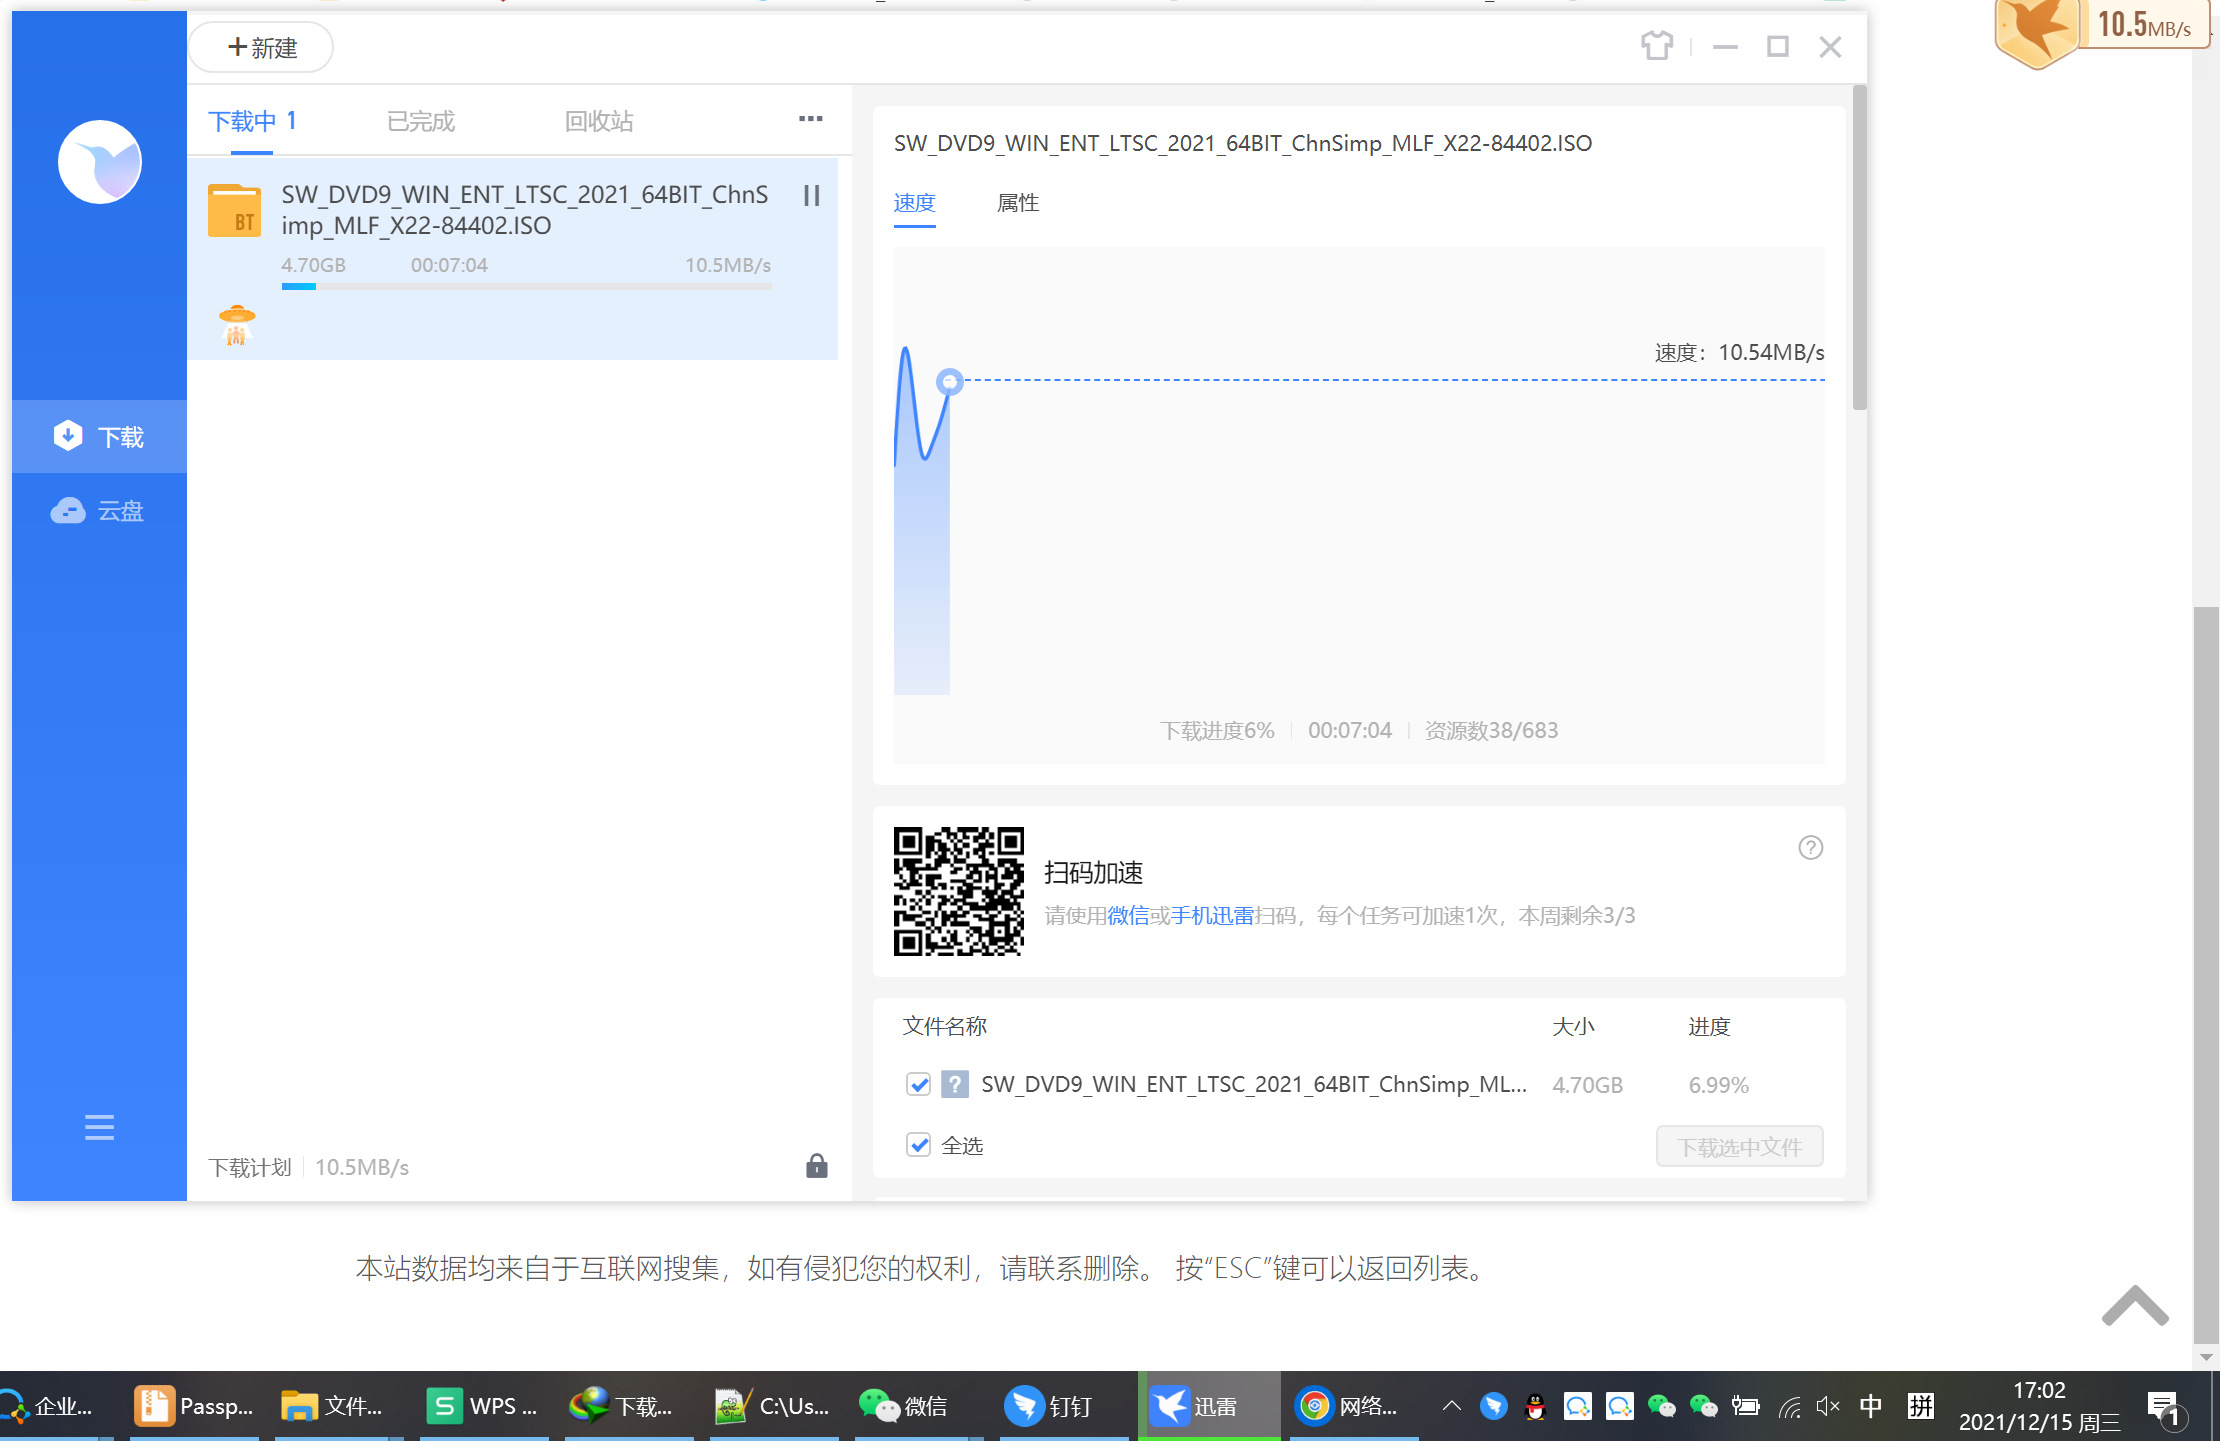 10.5MB/s
新建
下载中 1
已完成
回收站
SW_DVD9_WIN_ENT_LTSC_2021_64BIT_ChnS
imp_MLF_X22-84402.ISO
BT
4.70GB
00:07:04
10.5MB/s
下载
云盘
下载计划
10.5MB/s
SW_DVD9_WIN_ENT_LTSC_2021_64BIT_ChnSimp_MLF_X22-84402.ISO
速度
属性
速度：10.54MB/s
下载进度6%
00:07:04
资源数38/683
扫码加速
请使用微信或手机迅雷扫码，每个任务可加速1次，本周剩余3/3
文件名称
大小
进度
SW_DVD9_WIN_ENT_LTSC_2021_64BIT_ChnSimp_ML...
4.70GB
6.99%
全选
下载选中文件
本站数据均来自于互联网搜集，如有侵犯您的权利，请联系删除。 按“ESC”键可以返回列表。
企业...
Passp...
文件...
WPS ...
下载...
C:\Us...
微信
钉钉
迅雷
网络...
中
拼
17:02
2021/12/15 周三
1